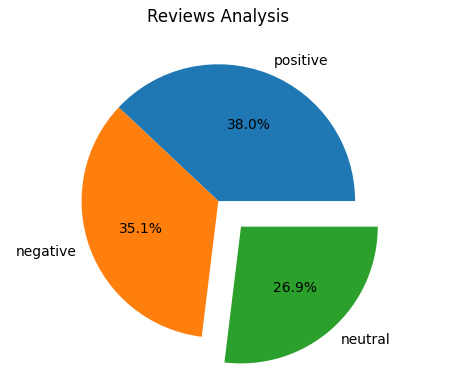 Reviews Analysis
positive
38.0%
35.1%
negative
26.9%
neutral